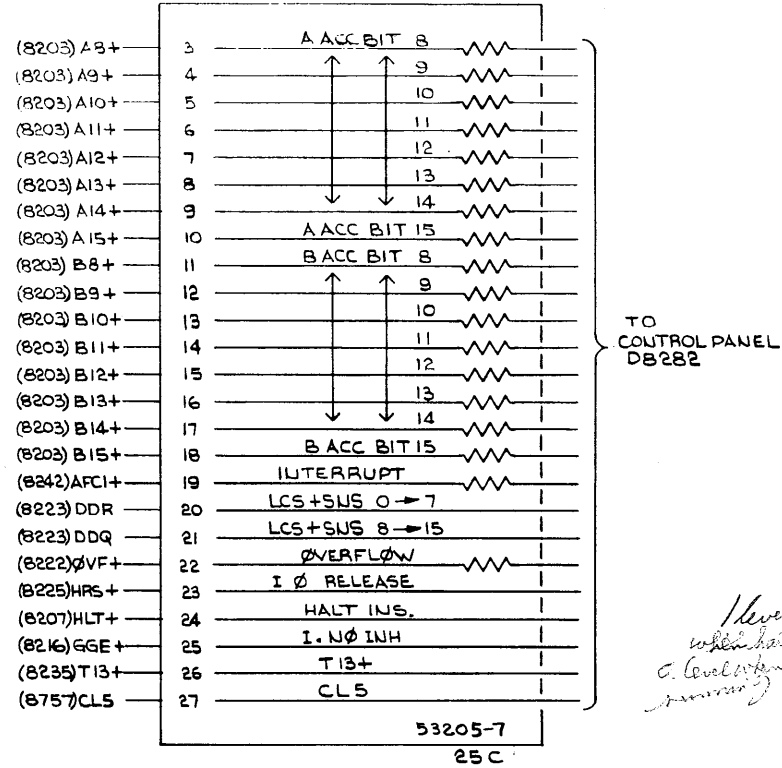 (8203) A8+ 3 A ACC BIT 8
(8203) A9+ 4 9
(8203) A10+ 5 10
(8203) A11+ 6 11
(8203) A12+ 7 12
(8203) A13+ 8 13
(8203) A14+ 9 14
(8203) A15+ 10 A ACC BIT 15
(8203) B8+ 11 B ACC BIT 8
(8203) B9+ 12 9
(8203) B10+ 13 10
(8203) B11+ 14 11
(8203) B12+ 15 12
(8203) B13+ 16 13
(8203) B14+ 17 14
(8203) B15+ 18 B ACC BIT 15
(8242) AFC1+ 19 INTERRUPT
(8223) DDR 20 LCS+SNS 0→7
(8223) DDQ 21 LCS+SNS 8→15
(8222) ØVF+ 22 ØVERFLØW
(8225) HRS+ 23 I Ø RELEASE
(8207) HLT+ 24 HALT INS.
(8216) GGE+ 25 I. NØ INH
(8235) T13+ 26 T13+
(8757) CL5 27 CL5
TO
CONTROL PANEL
D8282
when
level when
running
53205-7
25C